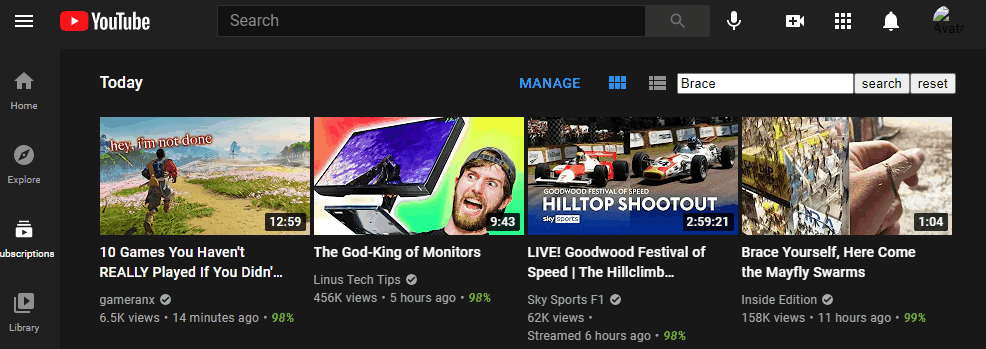 YouTube
Search
Avata
Home
Explore
ubscriptions
Library
Today
MANAGE
Brace
search
reset
hey, i'm not done
12:59
10 Games You Haven't
REALLY Played If You Didn'...
gameranx
6.5K views • 14 minutes ago • 98%
9:43
The God-King of Monitors
Linus Tech Tips
456K views • 5 hours ago • 98%
GOODWOOD FESTIVAL OF SPEED
HILLTOP SHOOTOUT
sky sports
2:59:21
LIVE! Goodwood Festival of
Speed | The Hillclimb...
Sky Sports F1
62K views •
Streamed 6 hours ago • 98%
1:04
Brace Yourself, Here Come
the Mayfly Swarms
Inside Edition
158K views • 11 hours ago • 99%